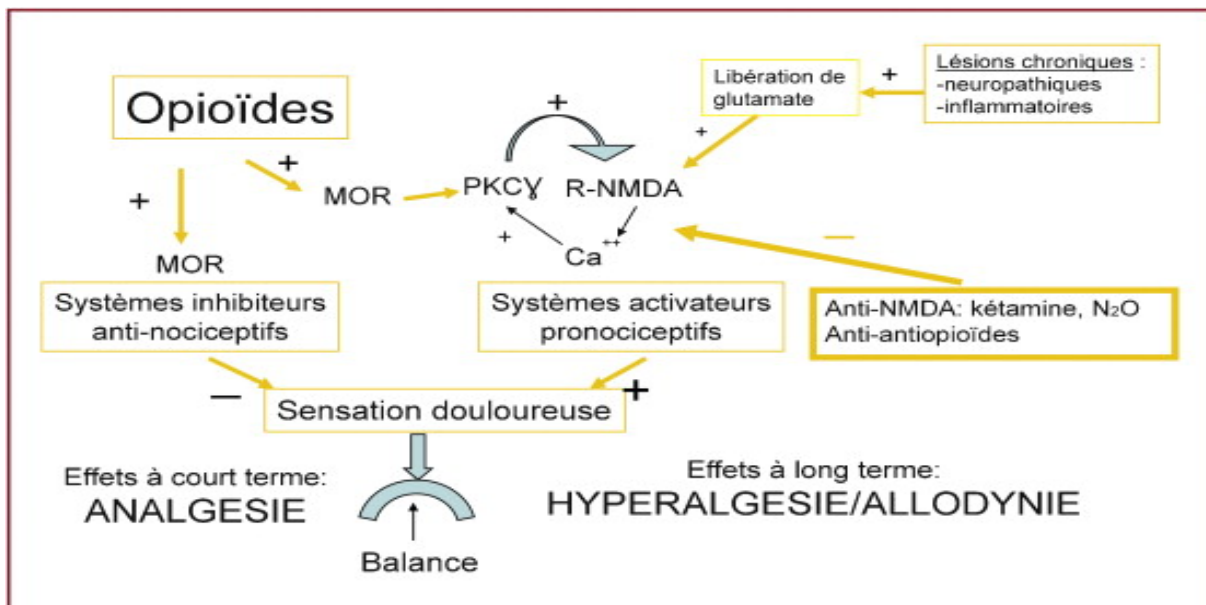 Opioïdes
Libération de
glutamate
+
Lésions chroniques :
-neuropathiques
-inflammatoires
+
+
+
+
MOR
PKCɣ
R-NMDA
+
Ca++
−
MOR
Systèmes inhibiteurs
anti-nociceptifs
Systèmes activateurs
pronociceptifs
Anti-NMDA: kétamine, N₂O
Anti-antiopioïdes
−
Sensation douloureuse
+
Effets à court terme:
ANALGESIE
Effets à long terme:
HYPERALGESIE/ALLODYNIE
Balance